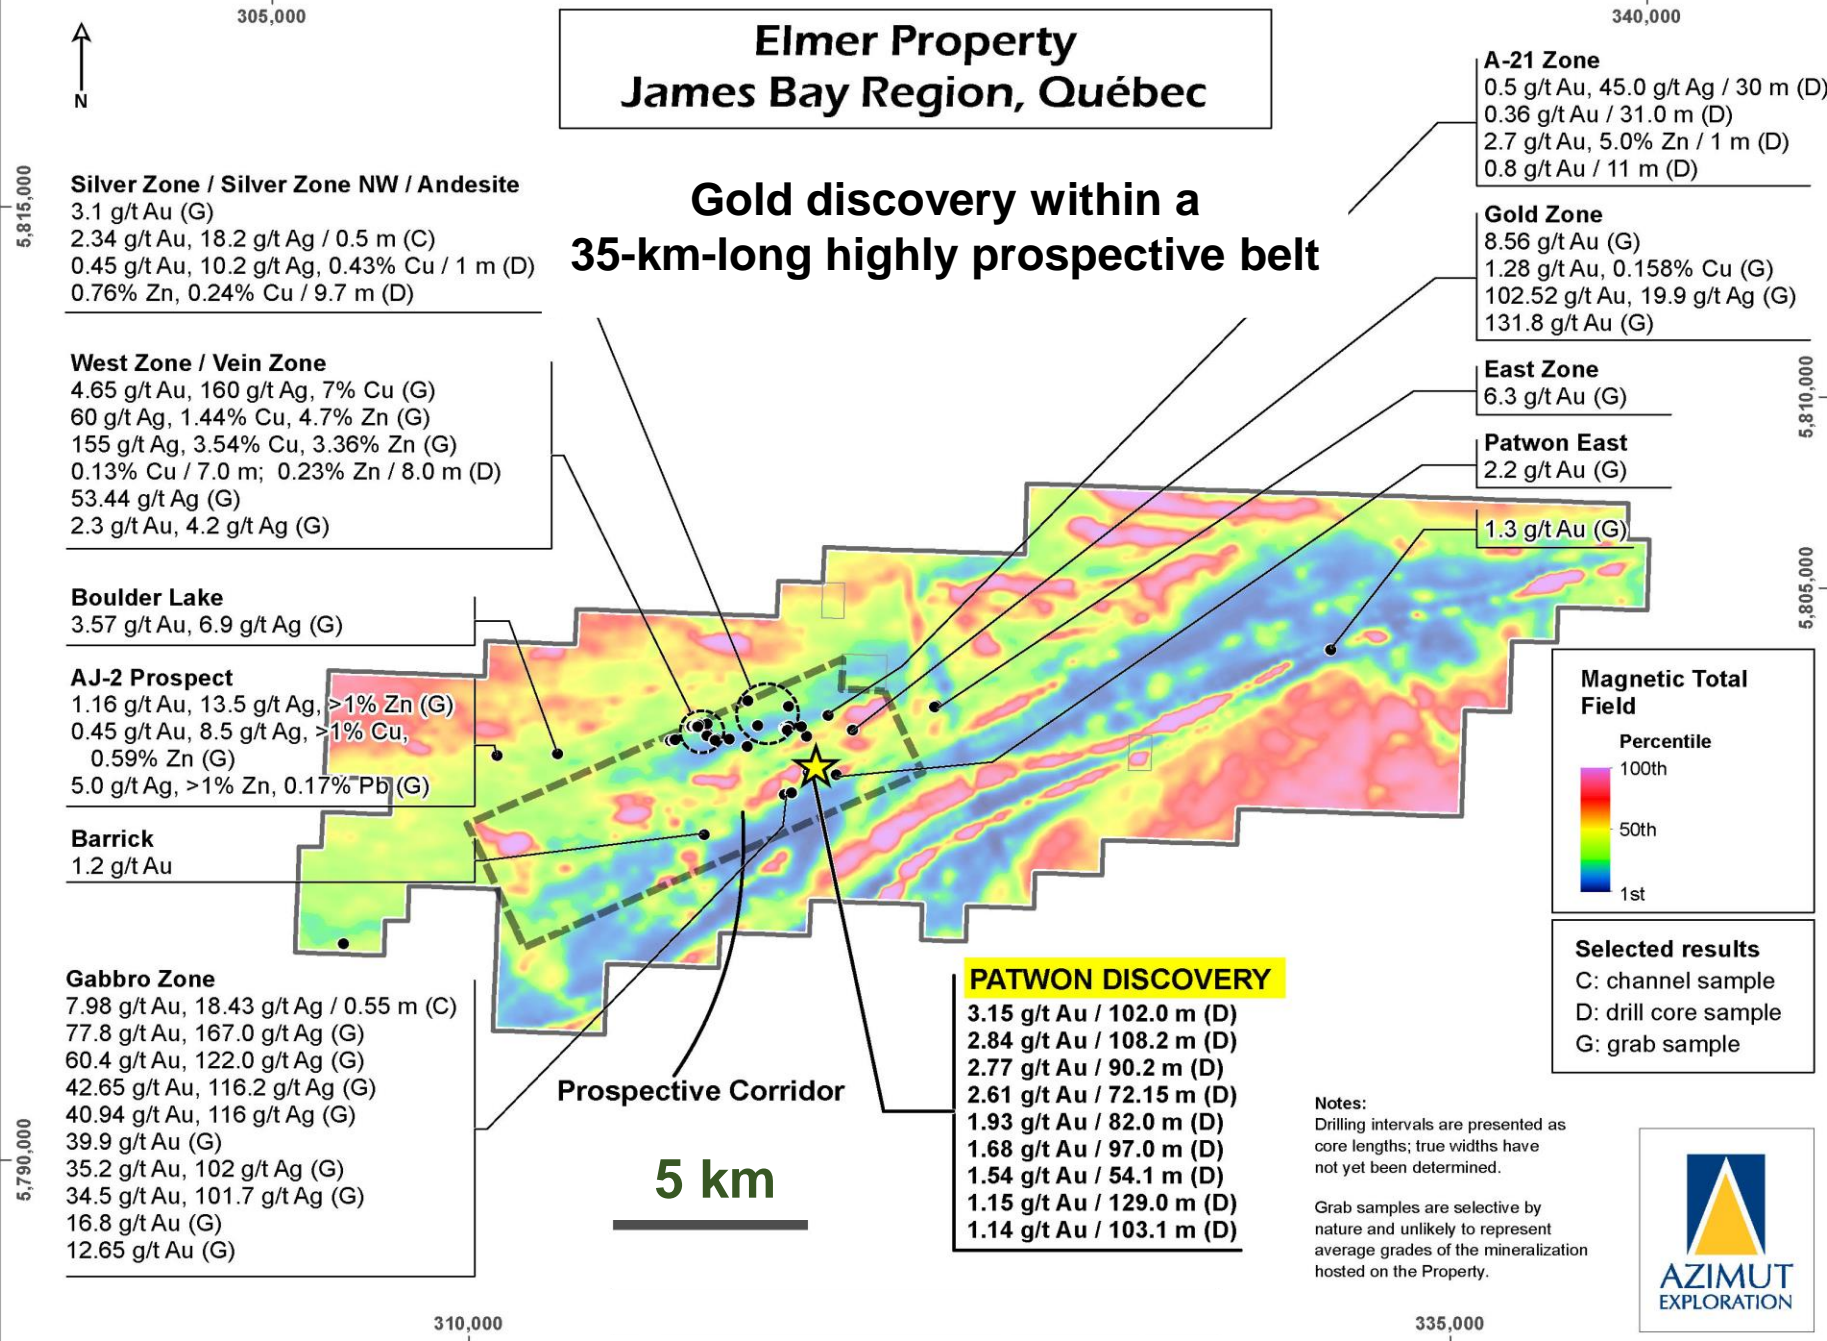 305,000
340,000
Elmer Property
James Bay Region, Québec
N
Gold discovery within a
35-km-long highly prospective belt
5,815,000
Silver Zone / Silver Zone NW / Andesite
3.1 g/t Au (G)
2.34 g/t Au, 18.2 g/t Ag / 0.5 m (C)
0.45 g/t Au, 10.2 g/t Ag, 0.43% Cu / 1 m (D)
0.76% Zn, 0.24% Cu / 9.7 m (D)
West Zone / Vein Zone
4.65 g/t Au, 160 g/t Ag, 7% Cu (G)
60 g/t Ag, 1.44% Cu, 4.7% Zn (G)
155 g/t Ag, 3.54% Cu, 3.36% Zn (G)
0.13% Cu / 7.0 m; 0.23% Zn / 8.0 m (D)
53.44 g/t Ag (G)
2.3 g/t Au, 4.2 g/t Ag (G)
Boulder Lake
3.57 g/t Au, 6.9 g/t Ag (G)
AJ-2 Prospect
1.16 g/t Au, 13.5 g/t Ag, >1% Zn (G)
0.45 g/t Au, 8.5 g/t Ag, >1% Cu,
0.59% Zn (G)
5.0 g/t Ag, >1% Zn, 0.17% Pb (G)
Barrick
1.2 g/t Au
Gabbro Zone
7.98 g/t Au, 18.43 g/t Ag / 0.55 m (C)
77.8 g/t Au, 167.0 g/t Ag (G)
60.4 g/t Au, 122.0 g/t Ag (G)
42.65 g/t Au, 116.2 g/t Ag (G)
40.94 g/t Au, 116 g/t Ag (G)
39.9 g/t Au (G)
35.2 g/t Au, 102 g/t Ag (G)
34.5 g/t Au, 101.7 g/t Ag (G)
16.8 g/t Au (G)
12.65 g/t Au (G)
5,790,000
A-21 Zone
0.5 g/t Au, 45.0 g/t Ag / 30 m (D)
0.36 g/t Au / 31.0 m (D)
2.7 g/t Au, 5.0% Zn / 1 m (D)
0.8 g/t Au / 11 m (D)
Gold Zone
8.56 g/t Au (G)
1.28 g/t Au, 0.158% Cu (G)
102.52 g/t Au, 19.9 g/t Ag (G)
131.8 g/t Au (G)
East Zone
6.3 g/t Au (G)
Patwon East
2.2 g/t Au (G)
1.3 g/t Au (G)
5,810,000
5,805,000
Magnetic Total
Field
Percentile
100th
50th
1st
Selected results
C: channel sample
D: drill core sample
G: grab sample
Prospective Corridor
5 km
PATWON DISCOVERY
3.15 g/t Au / 102.0 m (D)
2.84 g/t Au / 108.2 m (D)
2.77 g/t Au / 90.2 m (D)
2.61 g/t Au / 72.15 m (D)
1.93 g/t Au / 82.0 m (D)
1.68 g/t Au / 97.0 m (D)
1.54 g/t Au / 54.1 m (D)
1.15 g/t Au / 129.0 m (D)
1.14 g/t Au / 103.1 m (D)
Notes:
Drilling intervals are presented as
core lengths; true widths have
not yet been determined.
Grab samples are selective by
nature and unlikely to represent
average grades of the mineralization
hosted on the Property.
AZIMUT
EXPLORATION
310,000
335,000